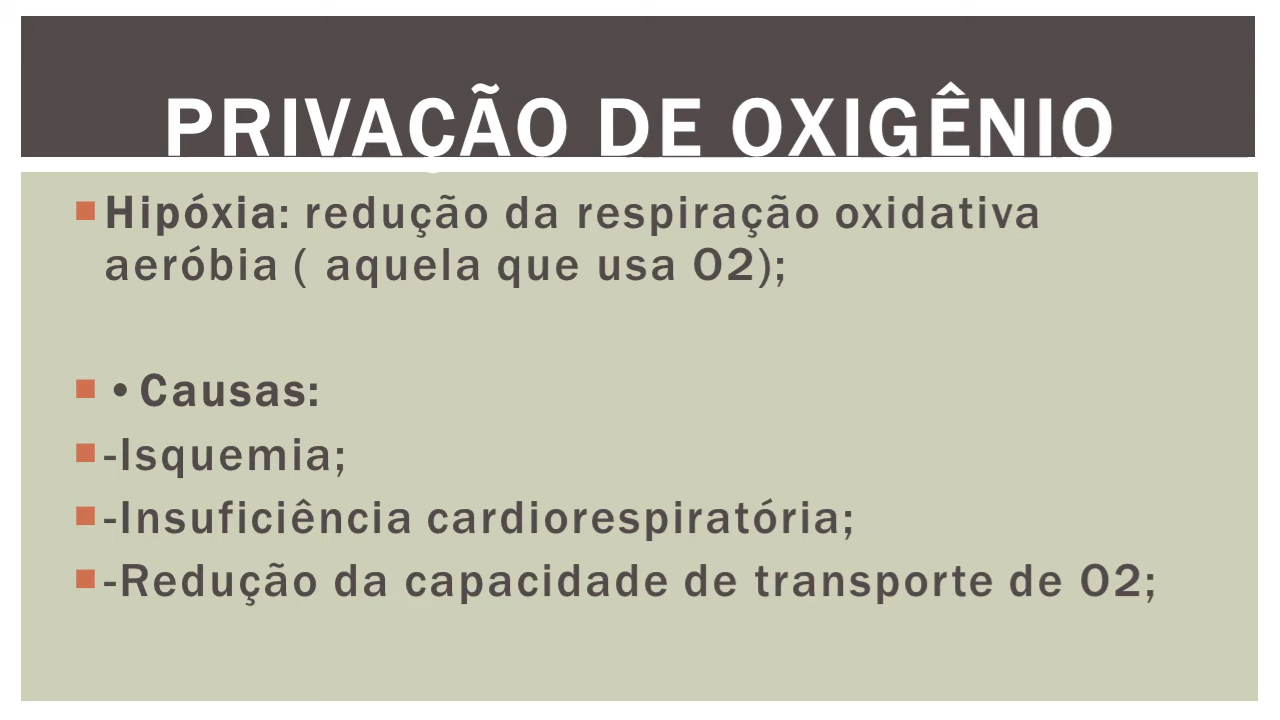 PRIVAÇÃO DE OXIGÊNIO
Hipóxia: redução da respiração oxidativa
aeróbia ( aquela que usa O2);
• Causas:
-Isquemia;
-Insuficiência cardiorespiratória;
-Redução da capacidade de transporte de O2;